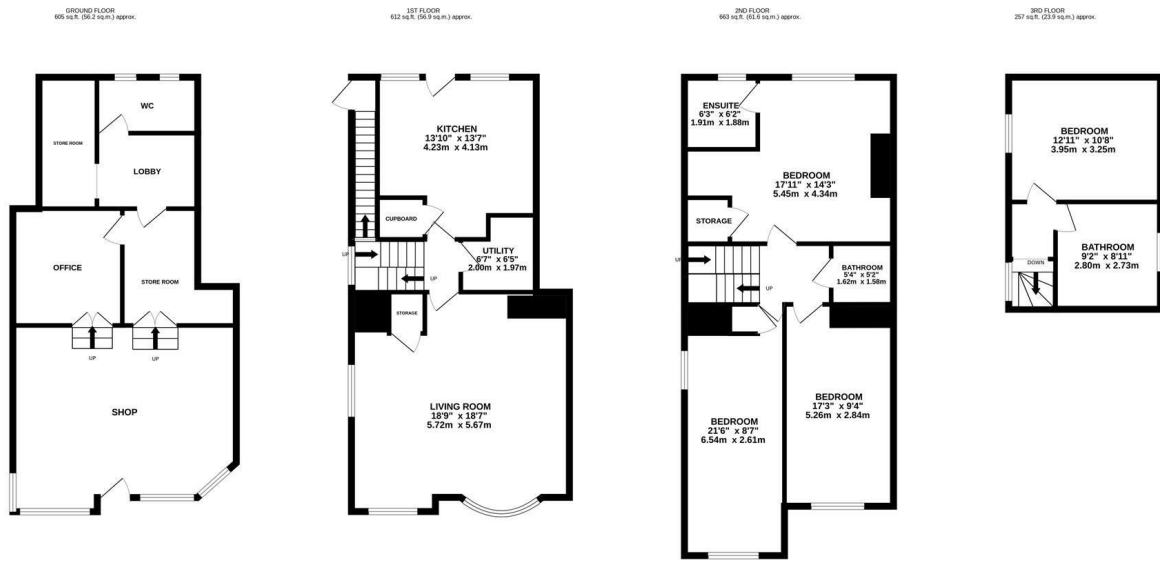 GROUND FLOOR
605 sq.ft. (56.2 sq.m.) approx.
WC
STORE ROOM
LOBBY
OFFICE
STORE ROOM
UP
UP
SHOP
1ST FLOOR
612 sq.ft. (56.9 sq.m.) approx.
KITCHEN
13'10" x 13'7"
4.23m x 4.13m
CUPBOARD
UP
UTILITY
6'7" x 6'5"
2.00m x 1.97m
UP
STORAGE
LIVING ROOM
18'9" x 18'7"
5.72m x 5.67m
2ND FLOOR
663 sq.ft. (61.6 sq.m.) approx.
ENSUITE
6'3" x 6'2"
1.91m x 1.88m
BEDROOM
17'11" x 14'3"
5.45m x 4.34m
STORAGE
UP
BATHROOM
5'4" x 5'2"
1.62m x 1.58m
UP
BEDROOM
17'3" x 9'4"
5.26m x 2.84m
BEDROOM
21'6" x 8'7"
6.54m x 2.61m
3RD FLOOR
257 sq.ft. (23.9 sq.m.) approx.
BEDROOM
12'11" x 10'8"
3.95m x 3.25m
BATHROOM
9'2" x 8'11"
2.80m x 2.73m
DOWN